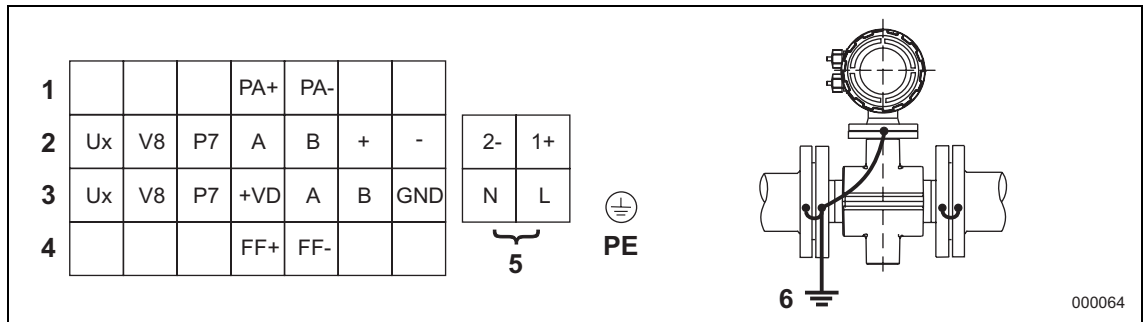 1 PA+ PA-
2 Ux V8 P7 A B + - 2- 1+
3 Ux V8 P7 +VD A B GND N L
4 FF+ FF-
5
PE
6
000064